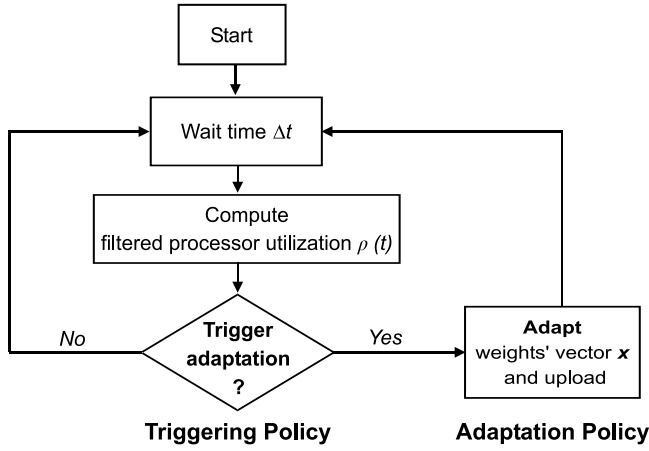 Start
Wait time Δt
Compute
filtered processor utilization ρ (t)
Trigger
adaptation
?
No
Yes
Adapt
weights' vector x
and upload
Triggering Policy
Adaptation Policy